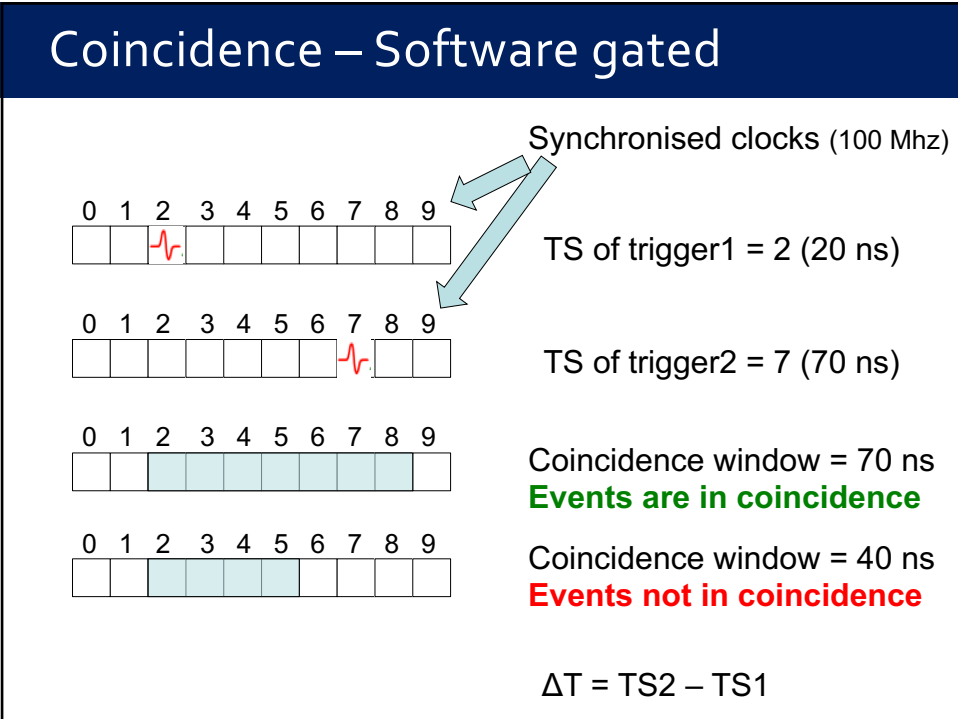 Coincidence – Software gated
Synchronised clocks (100 Mhz)
0 1 2 3 4 5 6 7 8 9
TS of trigger1 = 2 (20 ns)
0 1 2 3 4 5 6 7 8 9
TS of trigger2 = 7 (70 ns)
0 1 2 3 4 5 6 7 8 9
Coincidence window = 70 ns
Events are in coincidence
0 1 2 3 4 5 6 7 8 9
Coincidence window = 40 ns
Events not in coincidence
ΔT = TS2 – TS1